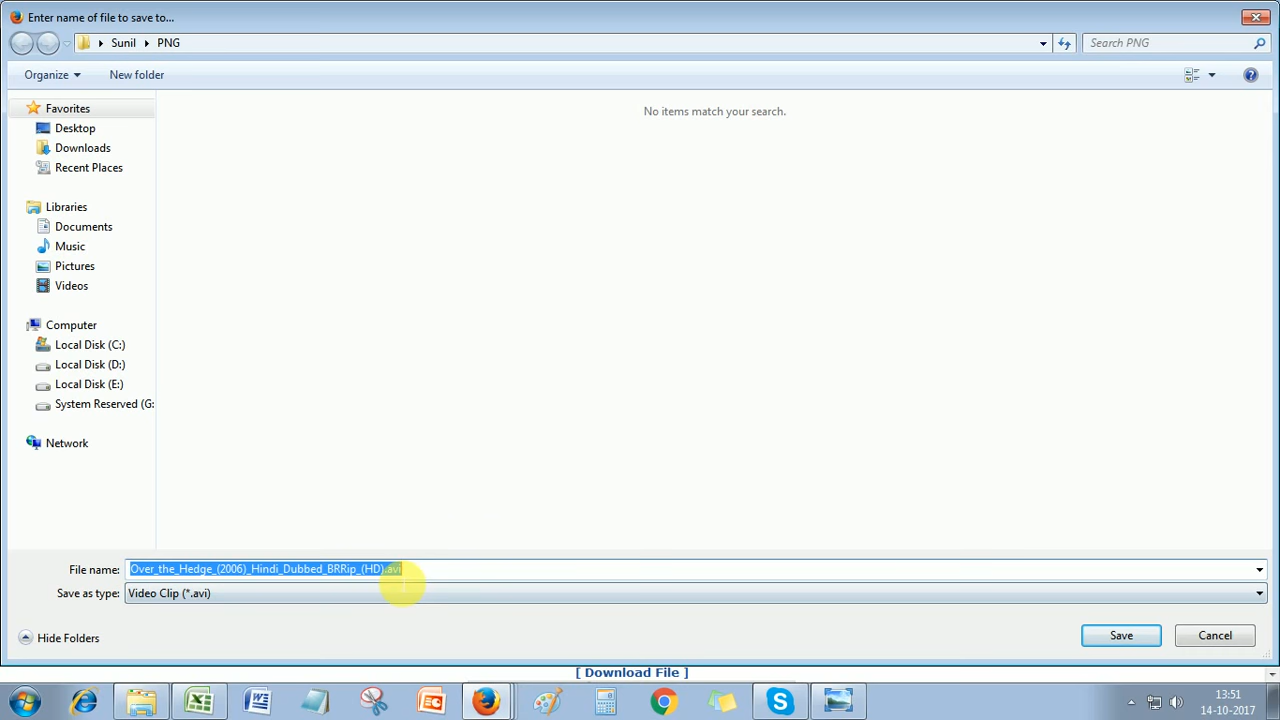 Enter name of file to save to...
Sunil PNG
Search PNG
Organize
New folder
Favorites
Desktop
Downloads
Recent Places
Libraries
Documents
Music
Pictures
Videos
Computer
Local Disk (C:)
Local Disk (D:)
Local Disk (E:)
System Reserved (G:
Network
No items match your search.
File name: Over_the_Hedge_(2006)_Hindi_Dubbed_BRRip_(HD).avi
Save as type: Video Clip (*.avi)
Hide Folders
Save
Cancel
[ Download File ]
13:51
14-10-2017